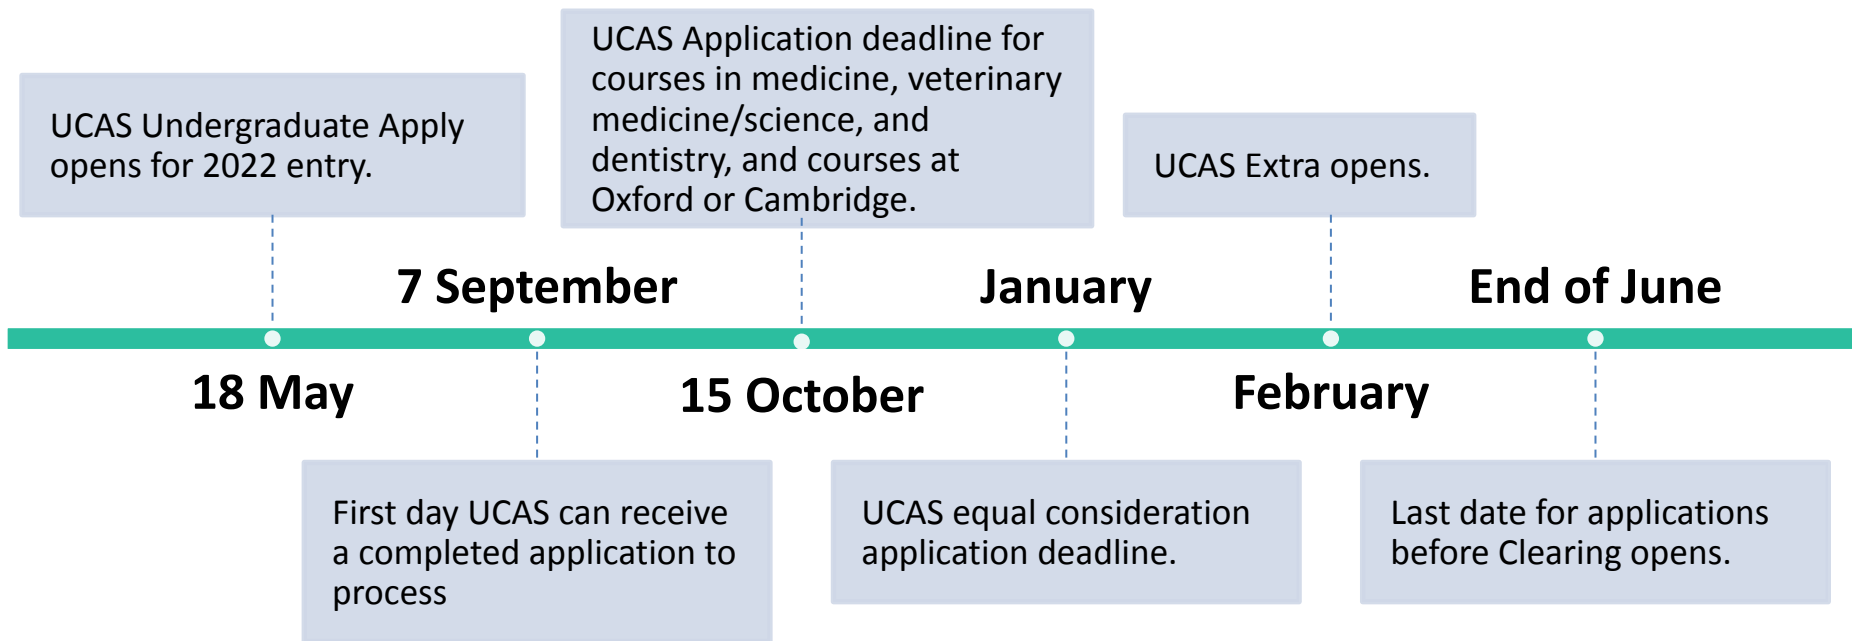 UCAS Undergraduate Apply
opens for 2022 entry.
18 May
7 September
First day UCAS can receive
a completed application to
process
UCAS Application deadline for
courses in medicine, veterinary
medicine/science, and
dentistry, and courses at
Oxford or Cambridge.
15 October
January
UCAS equal consideration
application deadline.
UCAS Extra opens.
February
End of June
Last date for applications
before Clearing opens.